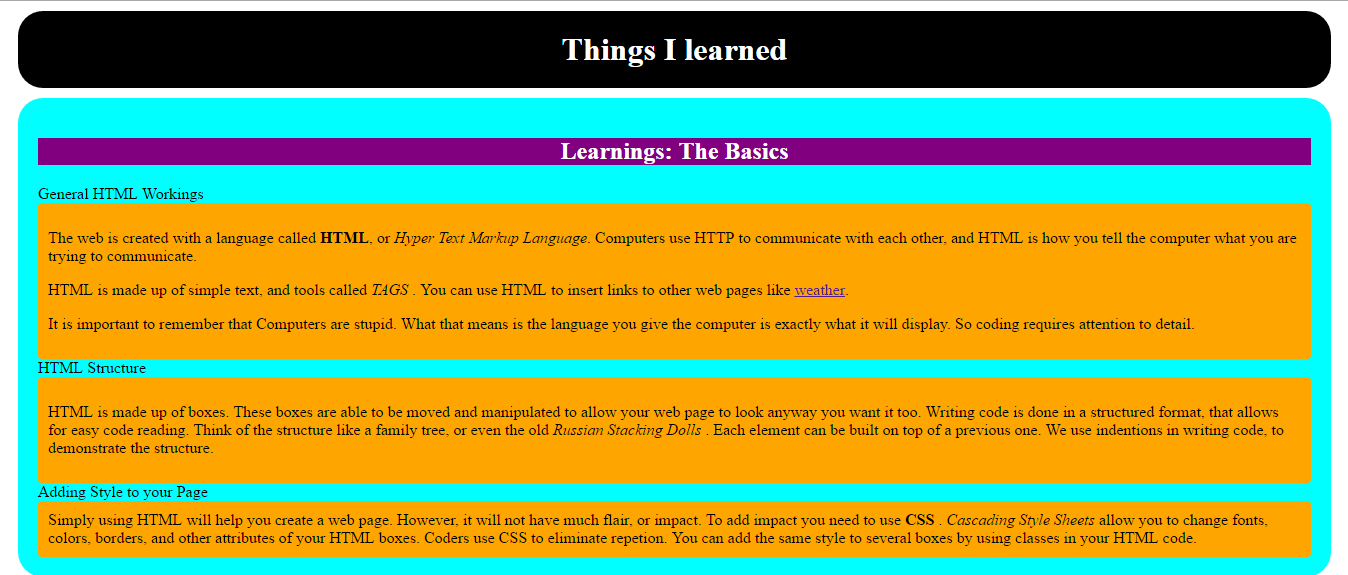 Things I learned
Learnings: The Basics
General HTML Workings
The web is created with a language called HTML, or Hyper Text Markup Language. Computers use HTTP to communicate with each other, and HTML is how you tell the computer what you are
trying to communicate.
HTML is made up of simple text, and tools called TAGS . You can use HTML to insert links to other web pages like weather.
It is important to remember that Computers are stupid. What that means is the language you give the computer is exactly what it will display. So coding requires attention to detail.
HTML Structure
HTML is made up of boxes. These boxes are able to be moved and manipulated to allow your web page to look anyway you want it too. Writing code is done in a structured format, that allows
for easy code reading. Think of the structure like a family tree, or even the old Russian Stacking Dolls . Each element can be built on top of a previous one. We use indentions in writing code, to
demonstrate the structure.
Adding Style to your Page
Simply using HTML will help you create a web page. However, it will not have much flair, or impact. To add impact you need to use CSS . Cascading Style Sheets allow you to change fonts,
colors, borders, and other attributes of your HTML boxes. Coders use CSS to eliminate repetion. You can add the same style to several boxes by using classes in your HTML code.